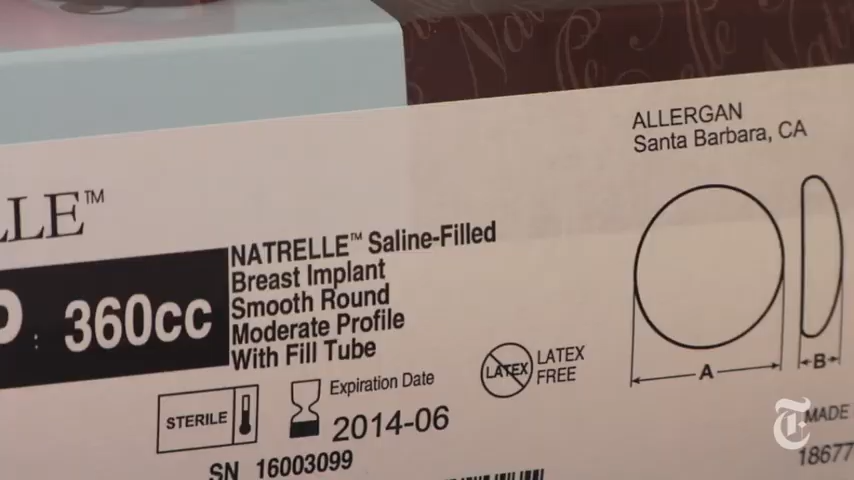 ALLERGAN
Santa Barbara, CA
LLE™
NATRELLE™ Saline-Filled
Breast Implant
Smooth Round
Moderate Profile
With Fill Tube
360cc
STERILE
Expiration Date
2014-06
LATEX
LATEX
FREE
A
B
SN 16003099
MADE
18677
T